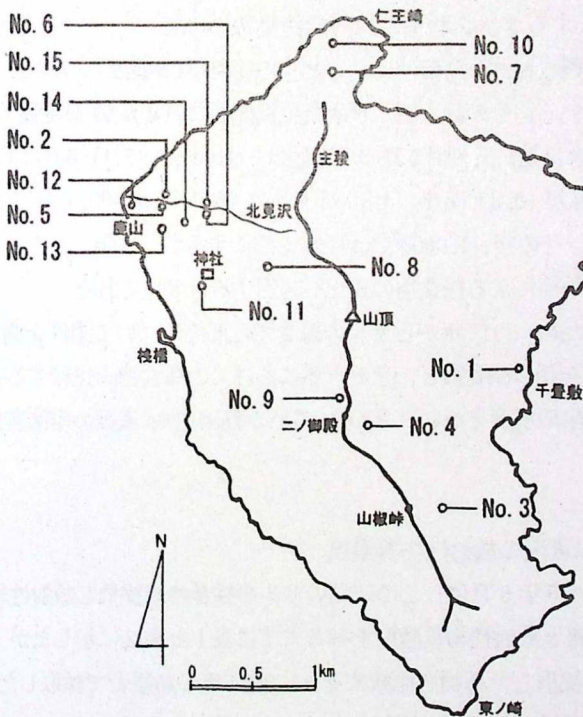 No. 6
仁王崎
No. 15
No. 10
No. 14
No. 7
No. 2
主稜
No. 12
北見沢
No. 5
No. 13
神社
No. 8
No. 11
山頂
桟橋
No. 1
千畳敷
No. 9
二ノ御殿
No. 4
山椒峠
No. 3
N
0 0.5 1km
東ノ崎